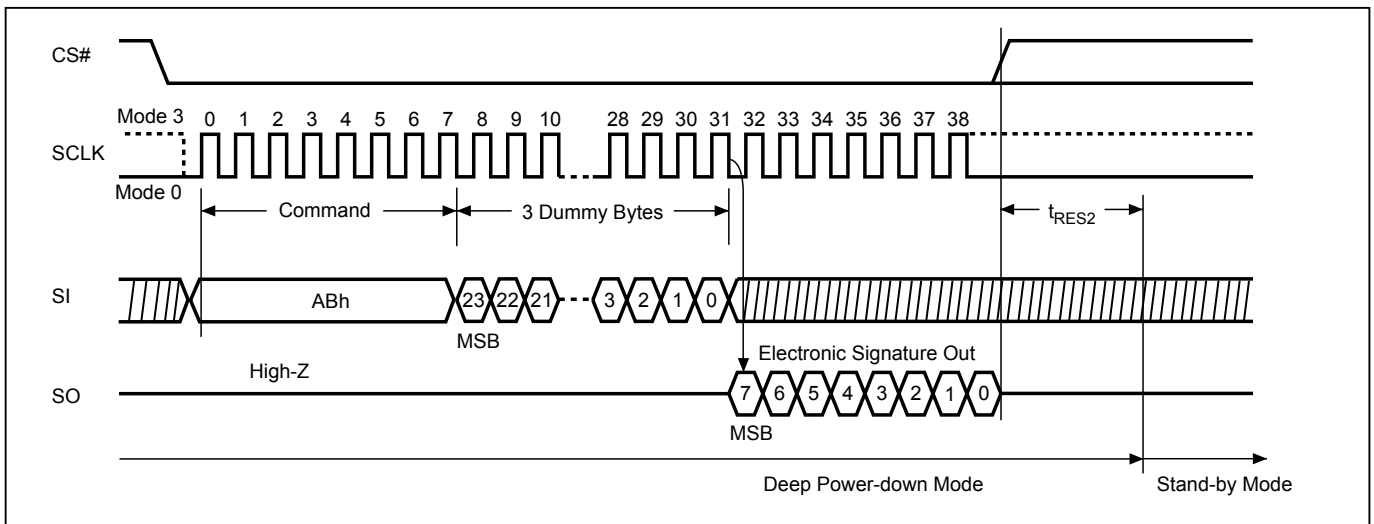 CS#
Mode 3 0 1 2 3 4 5 6 7 8 9 10 28 29 30 31 32 33 34 35 36 37 38
SCLK
Mode 0
Command 3 Dummy Bytes tRES2
SI ABh 23 22 21 3 2 1 0
MSB
High-Z Electronic Signature Out
SO 7 6 5 4 3 2 1 0
MSB
Deep Power-down Mode Stand-by Mode